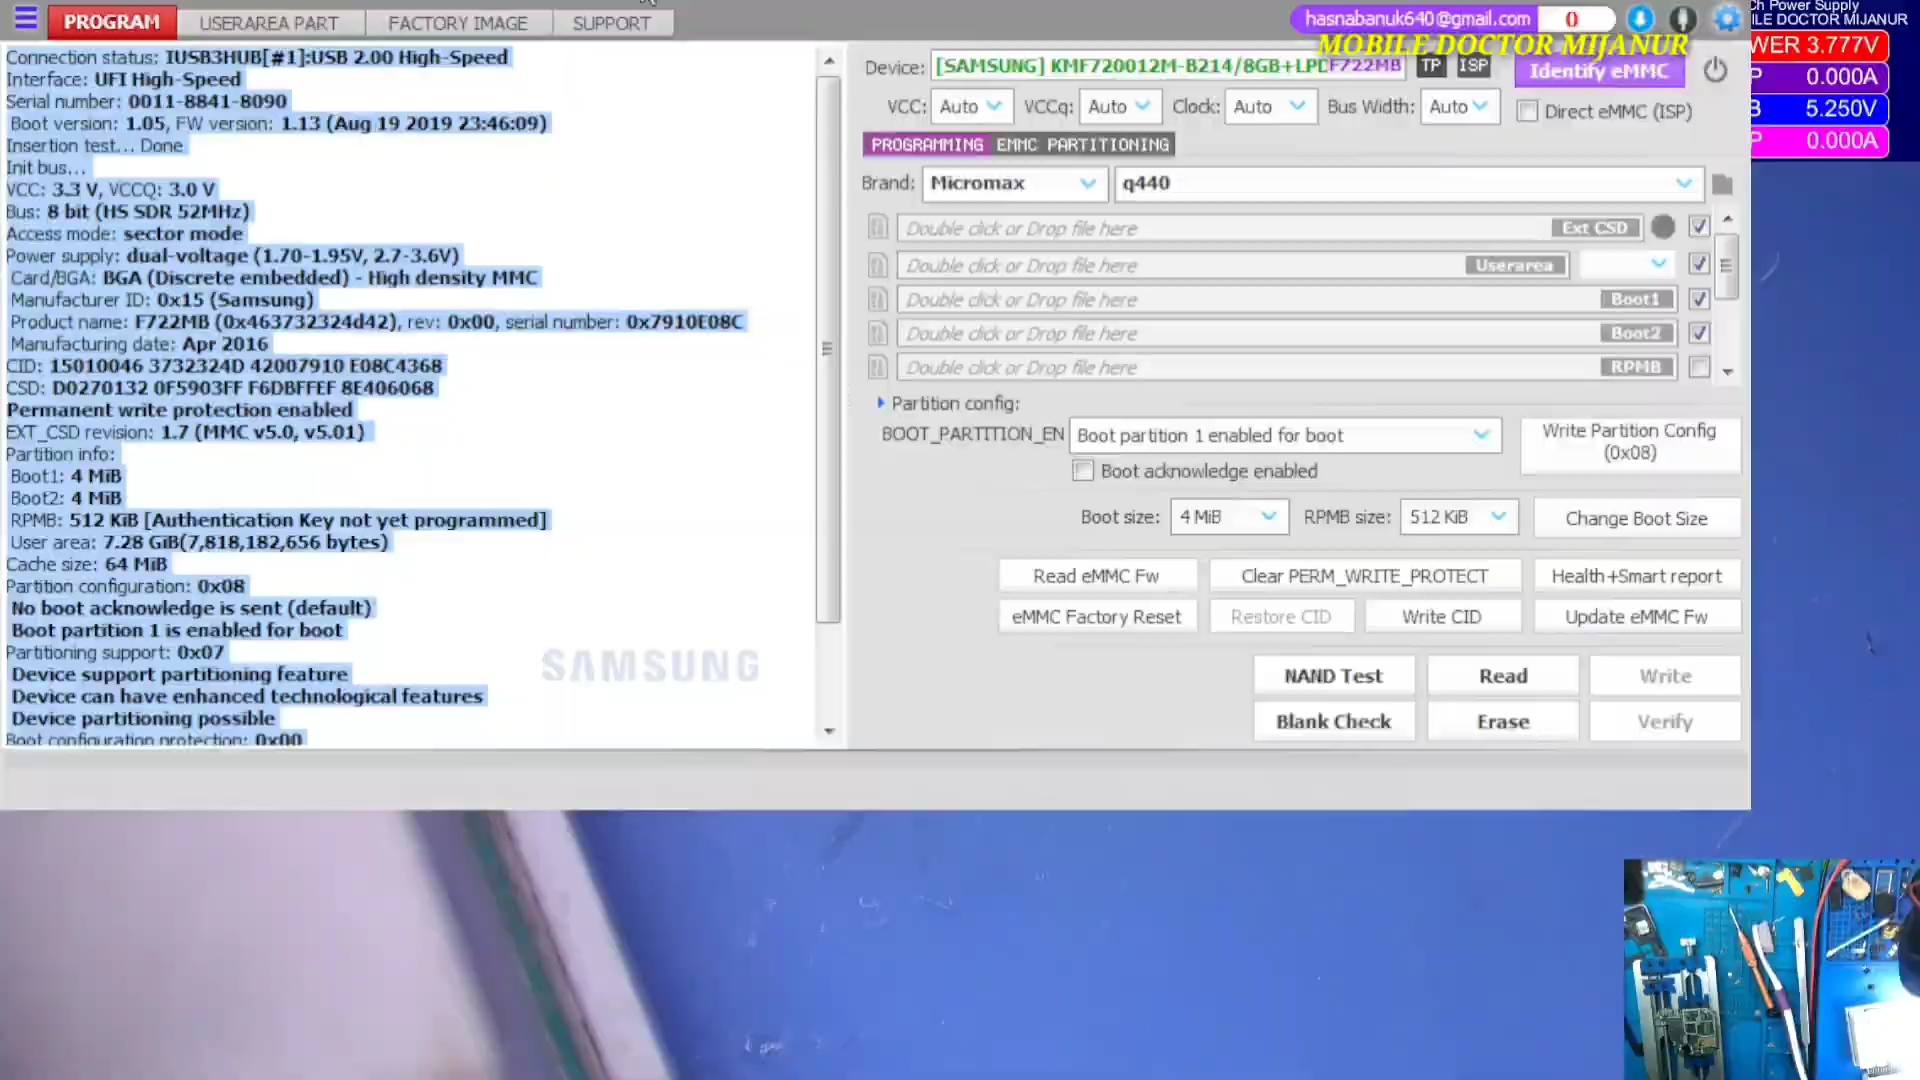 PROGRAM USERAREA PART FACTORY IMAGE SUPPORT
hasnabanuk640@gmail.com 0
MOBILE DOCTOR MIJANUR
ch Power Supply
ILE DOCTOR MIJANUR
WER 3.777V
P 0.000A
B 5.250V
P 0.000A
Connection status: IUSB3HUB[#1]:USB 2.00 High-Speed
Interface: UFI High-Speed
Serial number: 0011-8841-8090
Boot version: 1.05, FW version: 1.13 (Aug 19 2019 23:46:09)
Insertion test... Done
Init bus...
VCC: 3.3 V, VCCQ: 3.0 V
Bus: 8 bit (HS SDR 52MHz)
Access mode: sector mode
Power supply: dual-voltage (1.70-1.95V, 2.7-3.6V)
Card/BGA: BGA (Discrete embedded) - High density MMC
Manufacturer ID: 0x15 (Samsung)
Product name: F722MB (0x463732324d42), rev: 0x00, serial number: 0x7910E08C
Manufacturing date: Apr 2016
CID: 15010046 3732324D 42007910 E08C4368
CSD: D0270132 0F5903FF F6DBFFEF 8E406068
Permanent write protection enabled
EXT_CSD revision: 1.7 (MMC v5.0, v5.01)
Partition info:
Boot1: 4 MiB
Boot2: 4 MiB
RPMB: 512 KiB [Authentication Key not yet programmed]
User area: 7.28 GiB(7,818,182,656 bytes)
Cache size: 64 MiB
Partition configuration: 0x08
No boot acknowledge is sent (default)
Boot partition 1 is enabled for boot
Partitioning support: 0x07
Device support partitioning feature
Device can have enhanced technological features
Device partitioning possible
Boot configuration protection: 0x00
SAMSUNG
Device: [SAMSUNG] KMF720012M-B214/8GB+LPD F722MB TP ISP Identify eMMC
VCC: Auto VCCq: Auto Clock: Auto Bus Width: Auto Direct eMMC (ISP)
PROGRAMMING EMMC PARTITIONING
Brand: Micromax q440
Double click or Drop file here Ext CSD
Double click or Drop file here Userarea
Double click or Drop file here Boot1
Double click or Drop file here Boot2
Double click or Drop file here RPMB
Partition config:
BOOT_PARTITION_EN Boot partition 1 enabled for boot
Write Partition Config
(0x08)
Boot acknowledge enabled
Boot size: 4 MiB RPMB size: 512 KiB Change Boot Size
Read eMMC Fw Clear PERM_WRITE_PROTECT Health+Smart report
eMMC Factory Reset Restore CID Write CID Update eMMC Fw
NAND Test Read Write
Blank Check Erase Verify